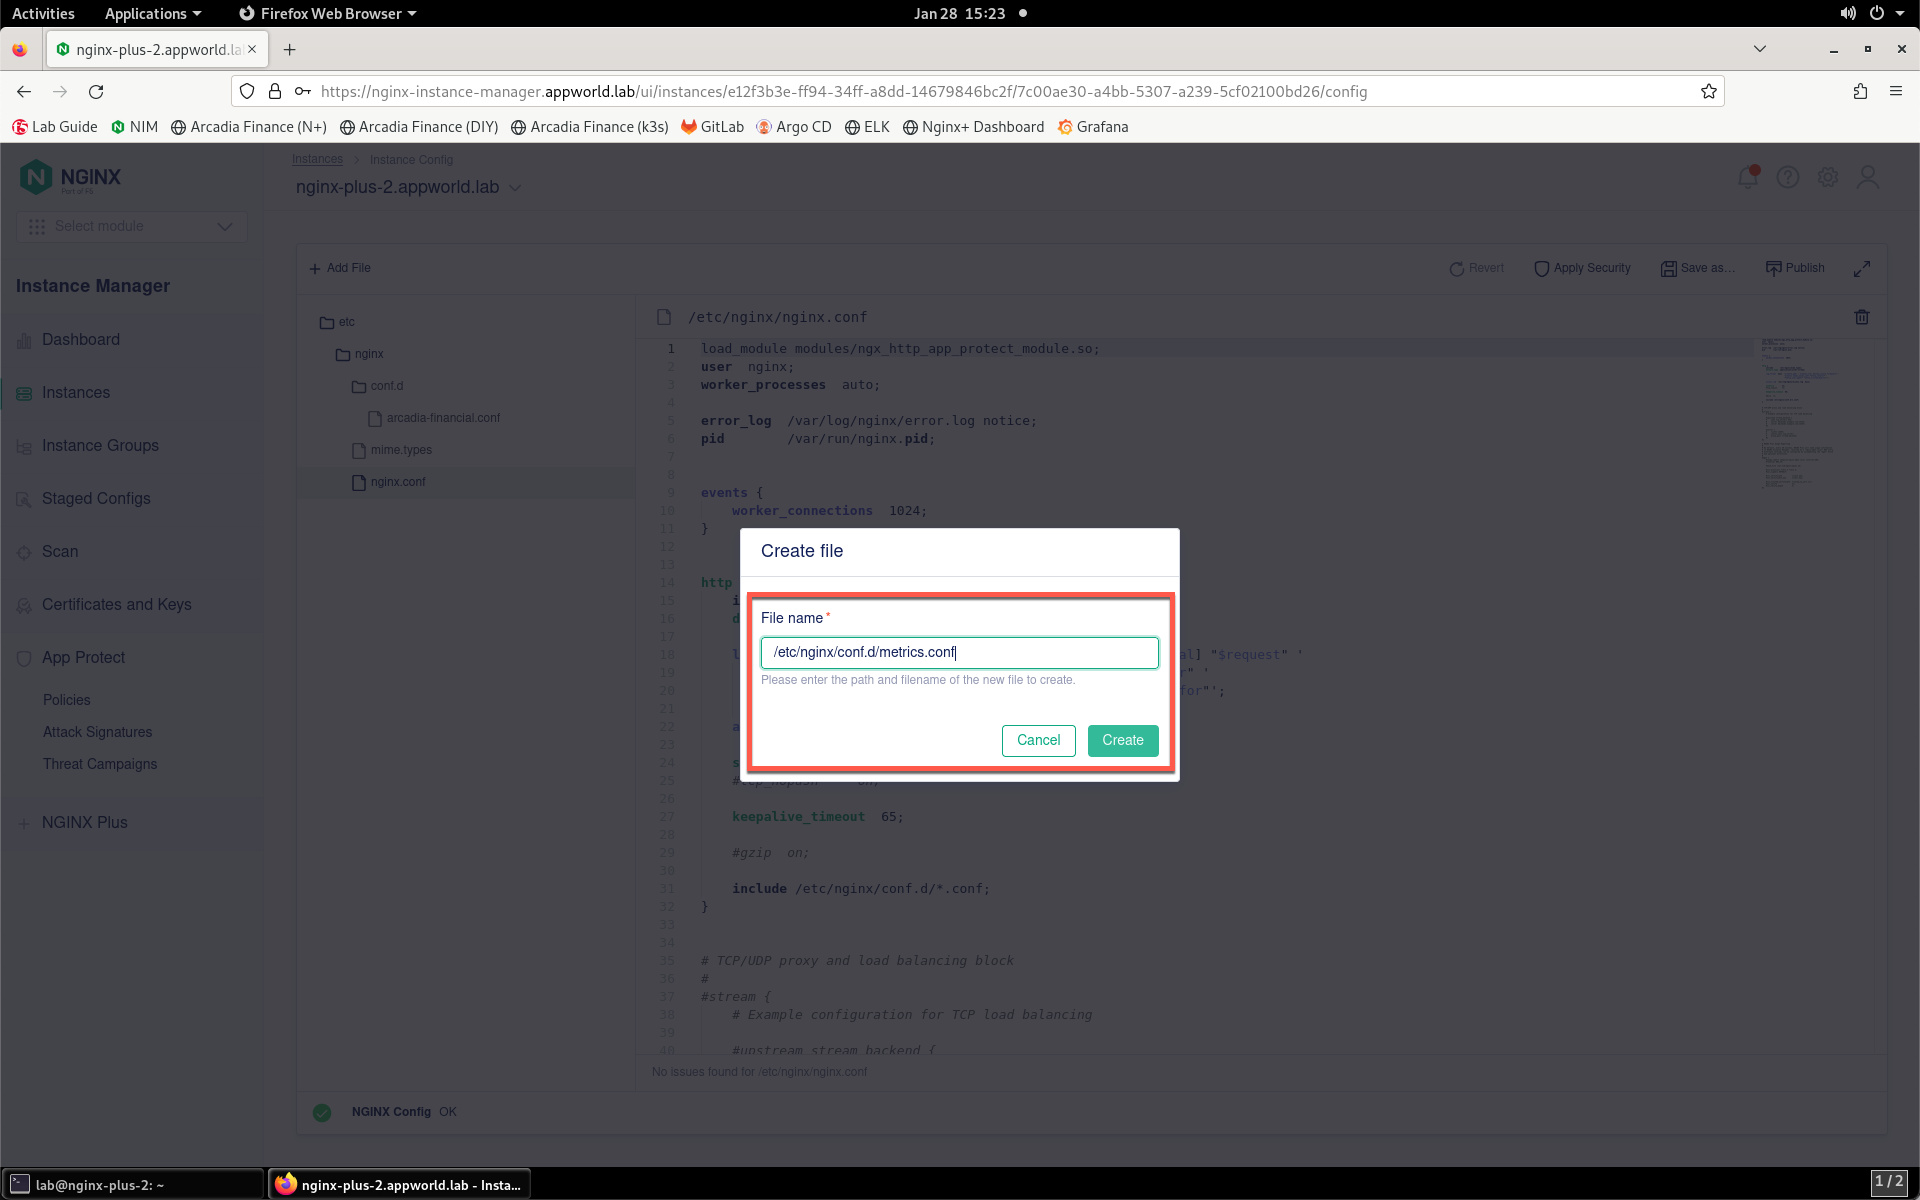 Activities Applications Firefox Web Browser Jan 28 15:23
nginx-plus-2.appworld.la
https://nginx-instance-manager.appworld.lab/ui/instances/e12f3b3e-ff94-34ff-a8dd-14679846bc2f/7c00ae30-a4bb-5307-a239-5cf02100bd26/config
Lab Guide NIM Arcadia Finance (N+) Arcadia Finance (DIY) Arcadia Finance (k3s) GitLab Argo CD ELK Nginx+ Dashboard Grafana
NGINX
Part of F5
Select module
Instance Manager
Dashboard
Instances
Instance Groups
Staged Configs
Scan
Certificates and Keys
App Protect
Policies
Attack Signatures
Threat Campaigns
NGINX Plus
Instances > Instance Config
nginx-plus-2.appworld.lab
+ Add File Revert Apply Security Save as... Publish
etc
nginx
conf.d
arcadia-financial.conf
mime.types
nginx.conf
/etc/nginx/nginx.conf
1 load_module modules/ngx_http_app_protect_module.so;
2 user nginx;
3 worker_processes auto;
4
5 error_log /var/log/nginx/error.log notice;
6 pid /var/run/nginx.pid;
7
8
9 events {
10 worker_connections 1024;
11 }
12
13
14 http
15 i
16 d
17
18 l al] "$request" '
19 " '
20 for"';
21
22 a
23
24 s
25 #tcp_nopush on;
26
27 keepalive_timeout 65;
28
29 #gzip on;
30
31 include /etc/nginx/conf.d/*.conf;
32 }
33
34
35 # TCP/UDP proxy and load balancing block
36 #
37 #stream {
38 # Example configuration for TCP load balancing
39
40 #upstream stream_backend {
No issues found for /etc/nginx/nginx.conf
NGINX Config OK
Create file
File name *
/etc/nginx/conf.d/metrics.conf
Please enter the path and filename of the new file to create.
Cancel Create
lab@nginx-plus-2: ~ nginx-plus-2.appworld.lab - Insta... 1 / 2